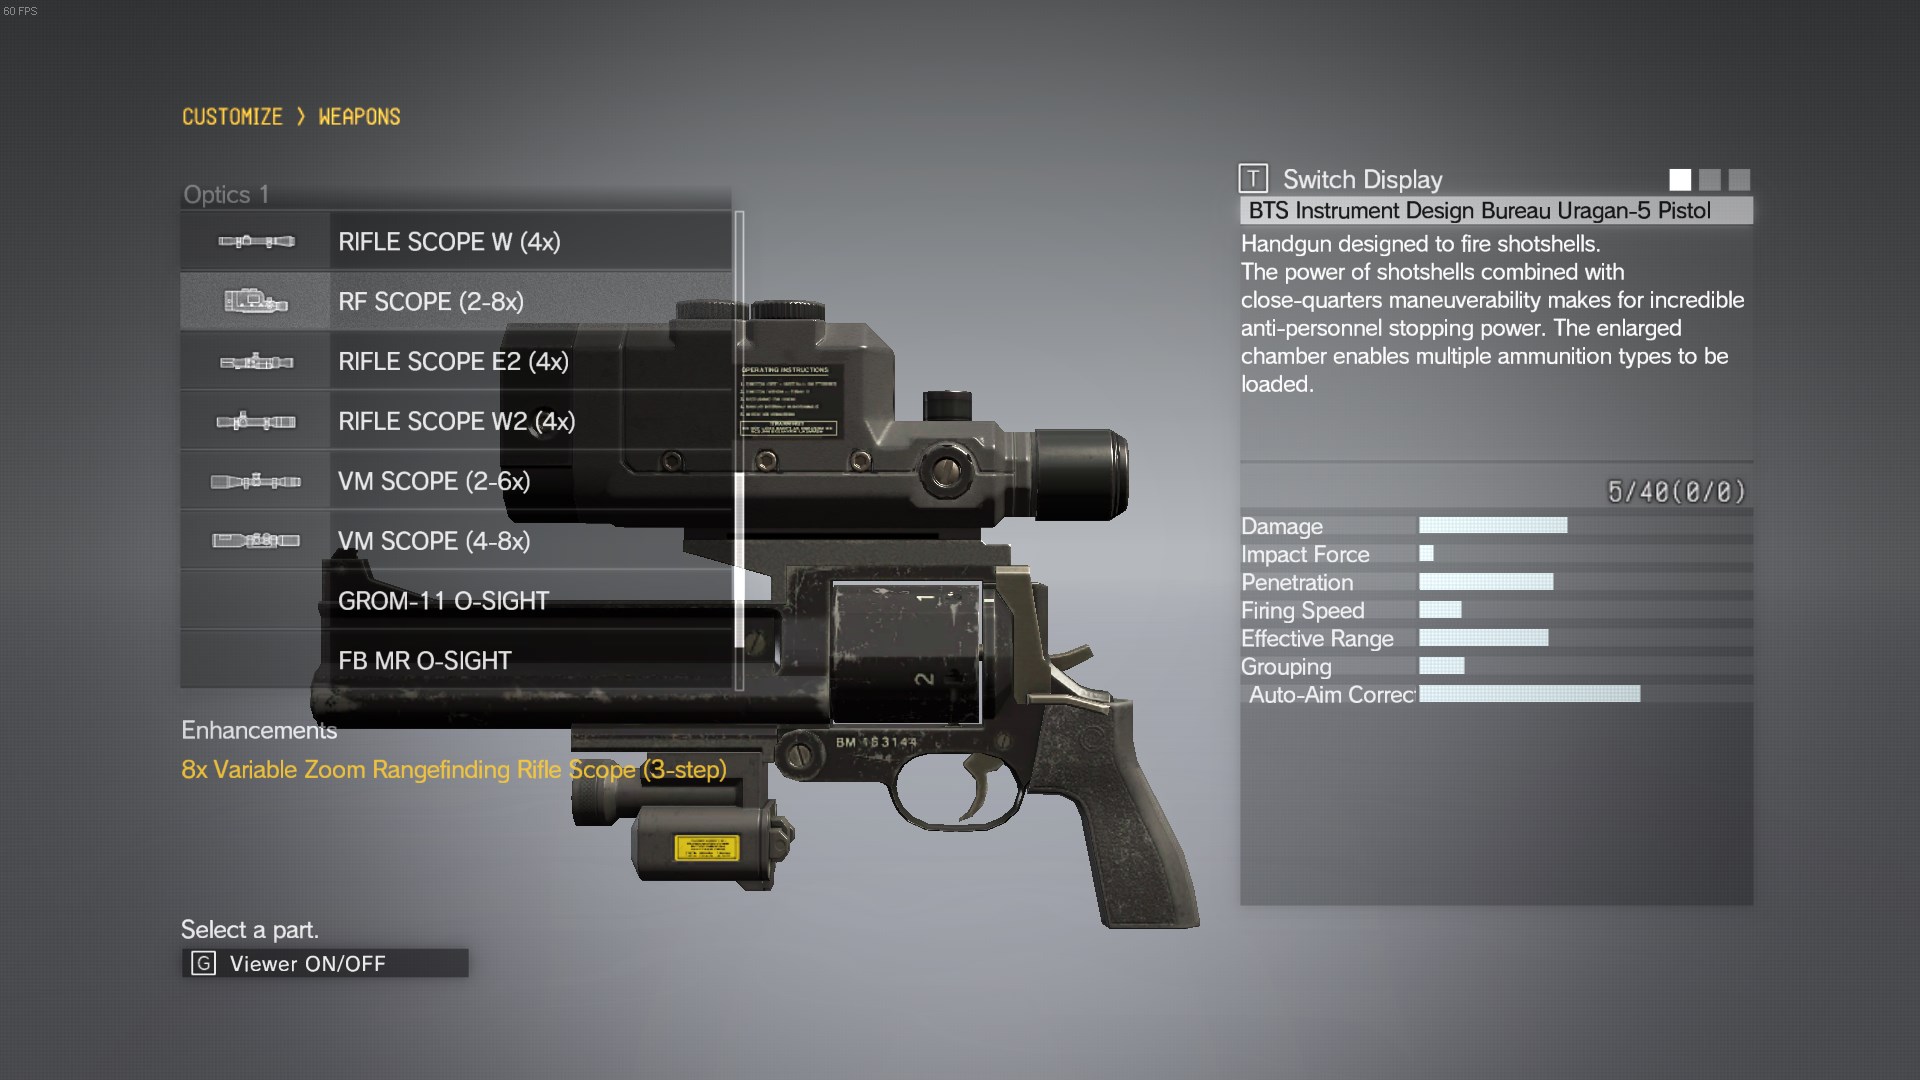 60 FPS
CUSTOMIZE > WEAPONS
Optics 1
RIFLE SCOPE W (4x)
RF SCOPE (2-8x)
RIFLE SCOPE E2 (4x)
RIFLE SCOPE W2 (4x)
VM SCOPE (2-6x)
VM SCOPE (4-8x)
GROM-11 O-SIGHT
FB MR O-SIGHT
Enhancements
8x Variable Zoom Rangefinding Rifle Scope (3-step)
Select a part.
G Viewer ON/OFF
OPERATING INSTRUCTIONS
1
2
BM 163144
T Switch Display
BTS Instrument Design Bureau Uragan-5 Pistol
Handgun designed to fire shotshells.
The power of shotshells combined with
close-quarters maneuverability makes for incredible
anti-personnel stopping power. The enlarged
chamber enables multiple ammunition types to be
loaded.
5/40(0/0)
Damage
Impact Force
Penetration
Firing Speed
Effective Range
Grouping
Auto-Aim Correc